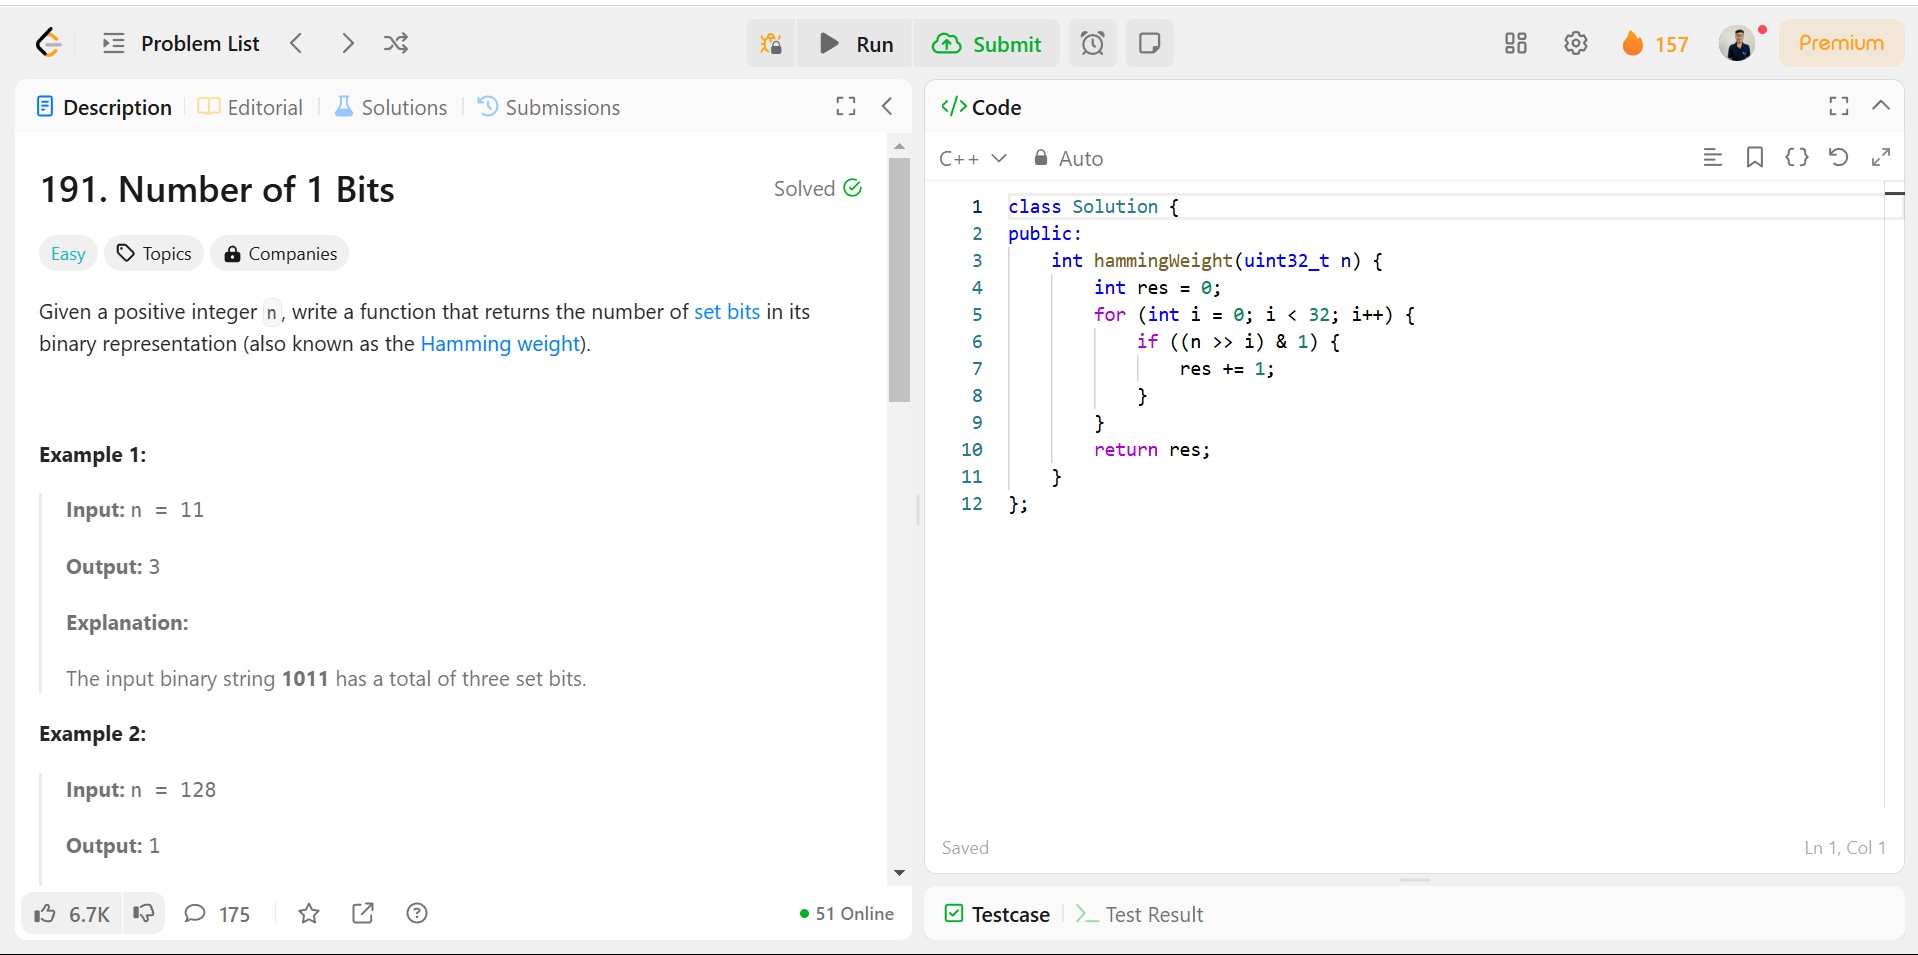 Problem List
Run
Submit
157
Premium
Description
Editorial
Solutions
Submissions
191. Number of 1 Bits
Solved
Easy
Topics
Companies
Given a positive integer n, write a function that returns the number of set bits in its
binary representation (also known as the Hamming weight).
Example 1:
Input: n = 11
Output: 3
Explanation:
The input binary string 1011 has a total of three set bits.
Example 2:
Input: n = 128
Output: 1
6.7K
175
51 Online
</> Code
C++
Auto
1 class Solution {
2 public:
3     int hammingWeight(uint32_t n) {
4         int res = 0;
5         for (int i = 0; i < 32; i++) {
6             if ((n >> i) & 1) {
7                 res += 1;
8             }
9         }
10         return res;
11     }
12 };
Saved
Ln 1, Col 1
Testcase
Test Result